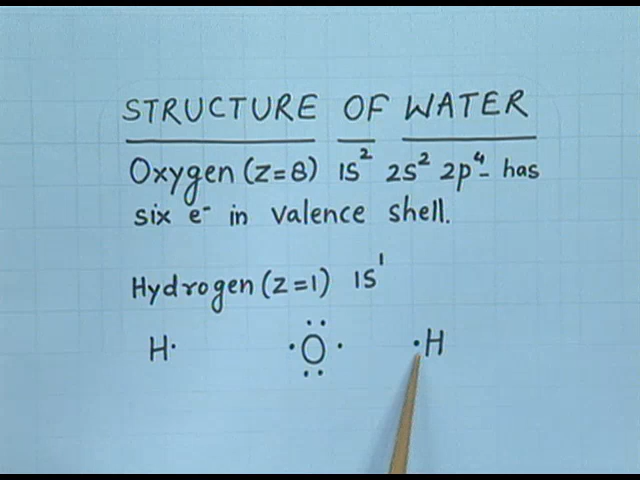 STRUCTURE OF WATER
Oxygen (Z=8) 1S² 2S² 2p⁴- has
six e⁻ in valence shell.
Hydrogen (Z=1) 1S¹
H· ·Ö̤· ·H